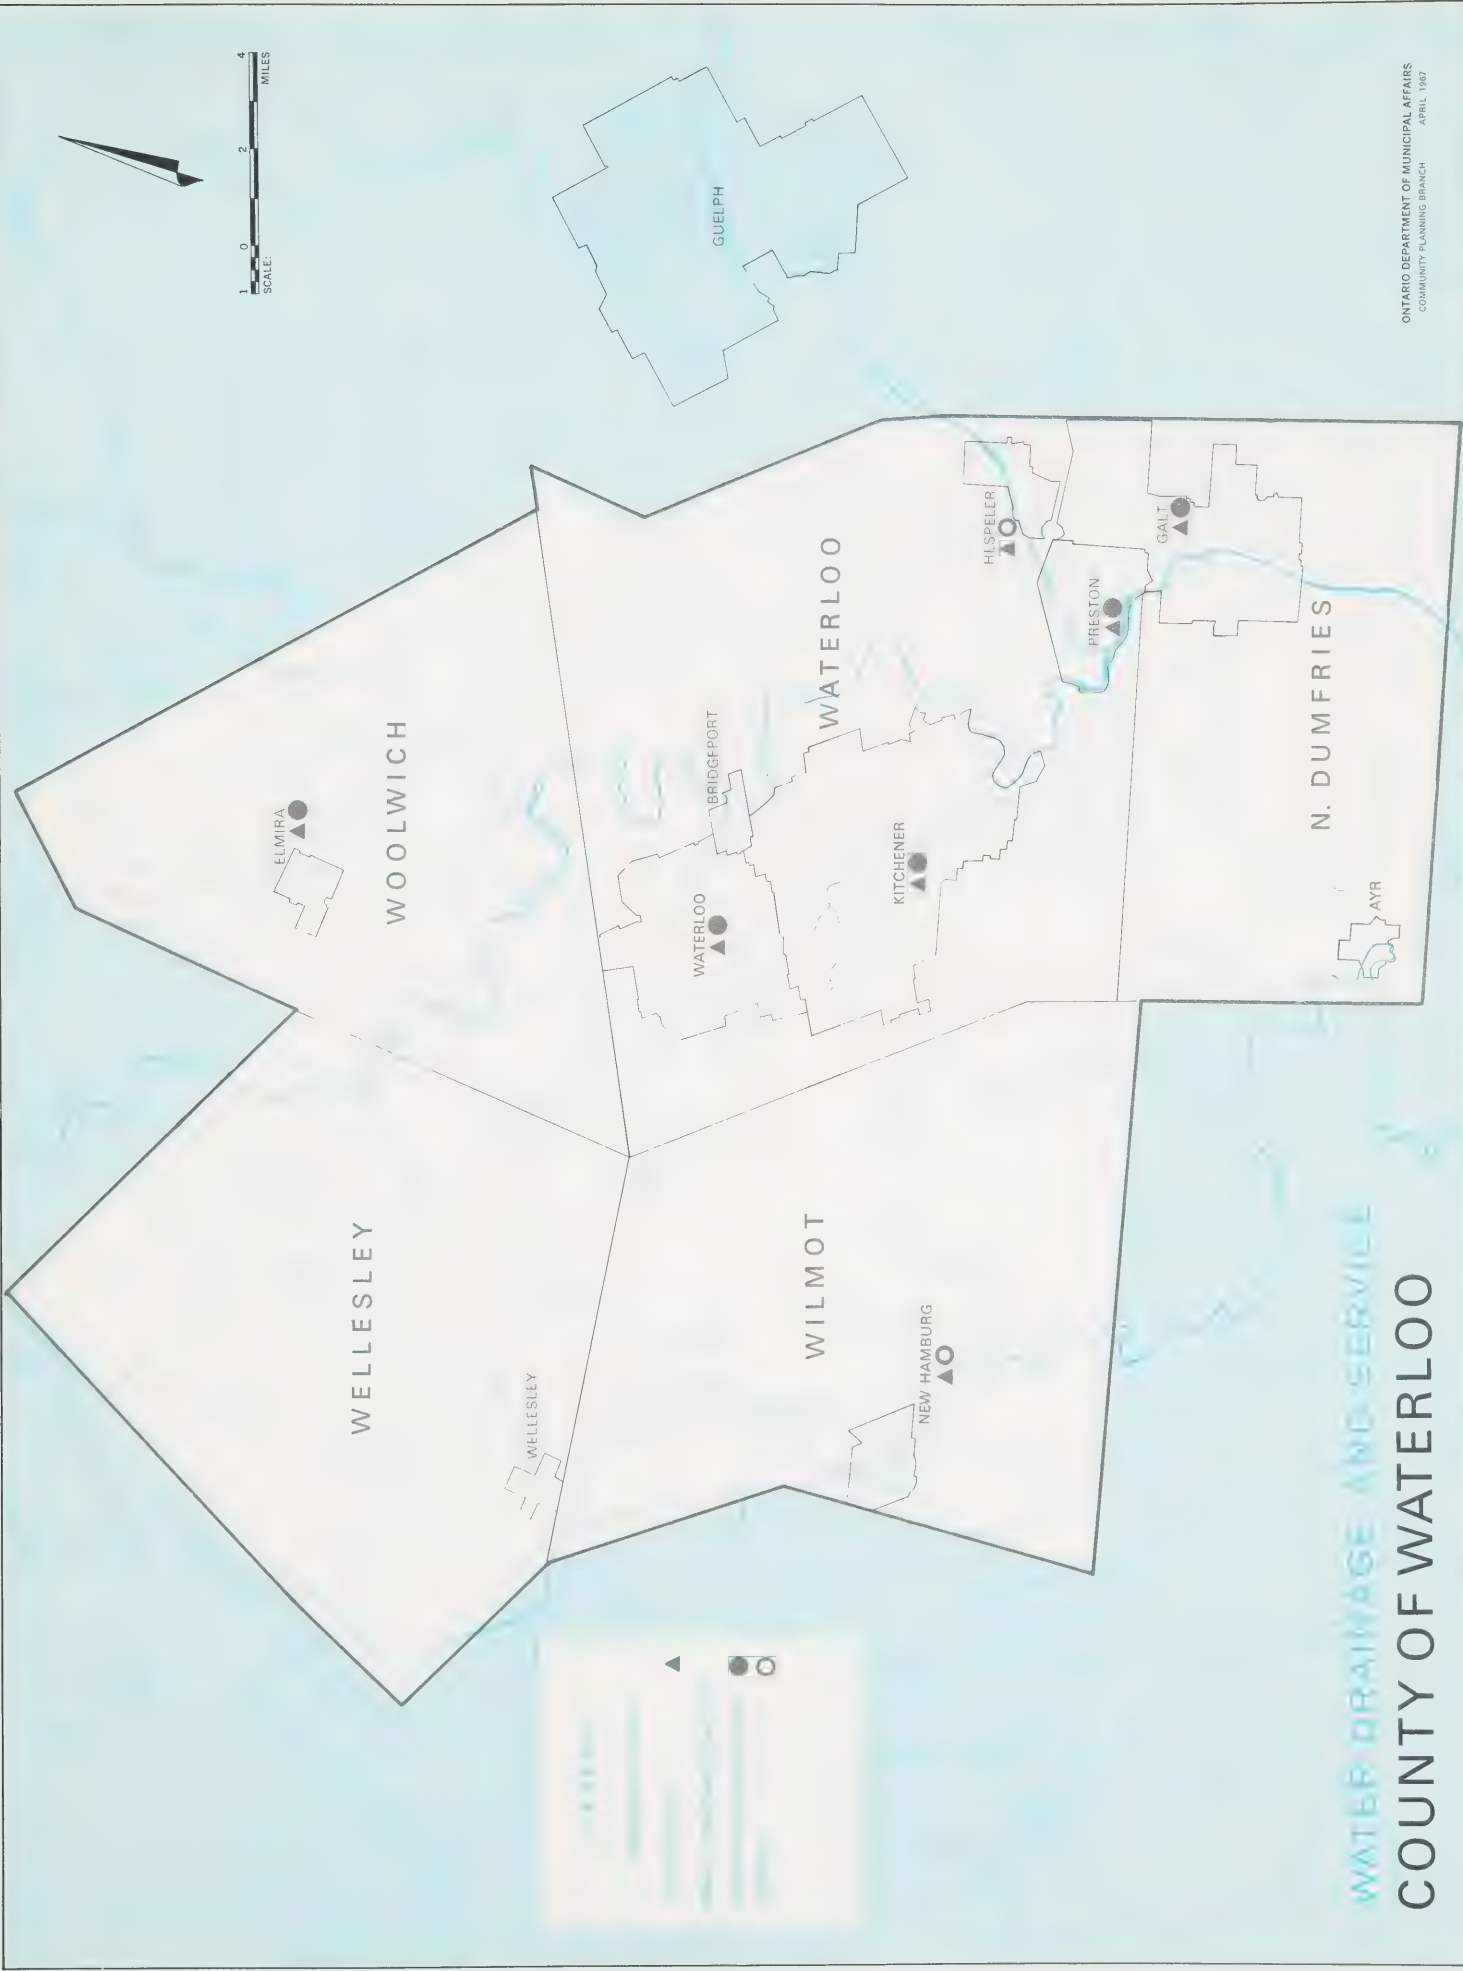 4
2
0
1
MILES
SCALE:
GUELPH
ELMIRA
WOOLWICH
WELLESLEY
WELLESLEY
BRIDGEPORT
WATERLOO
WATERLOO
KITCHENER
HESPELER
PRESTON
GALT
WILMOT
NEW HAMBURG
N. DUMFRIES
AYR
WATER DRAINAGE AND SERVICE
COUNTY OF WATERLOO
ONTARIO DEPARTMENT OF MUNICIPAL AFFAIRS
COMMUNITY PLANNING BRANCH APRIL 1967